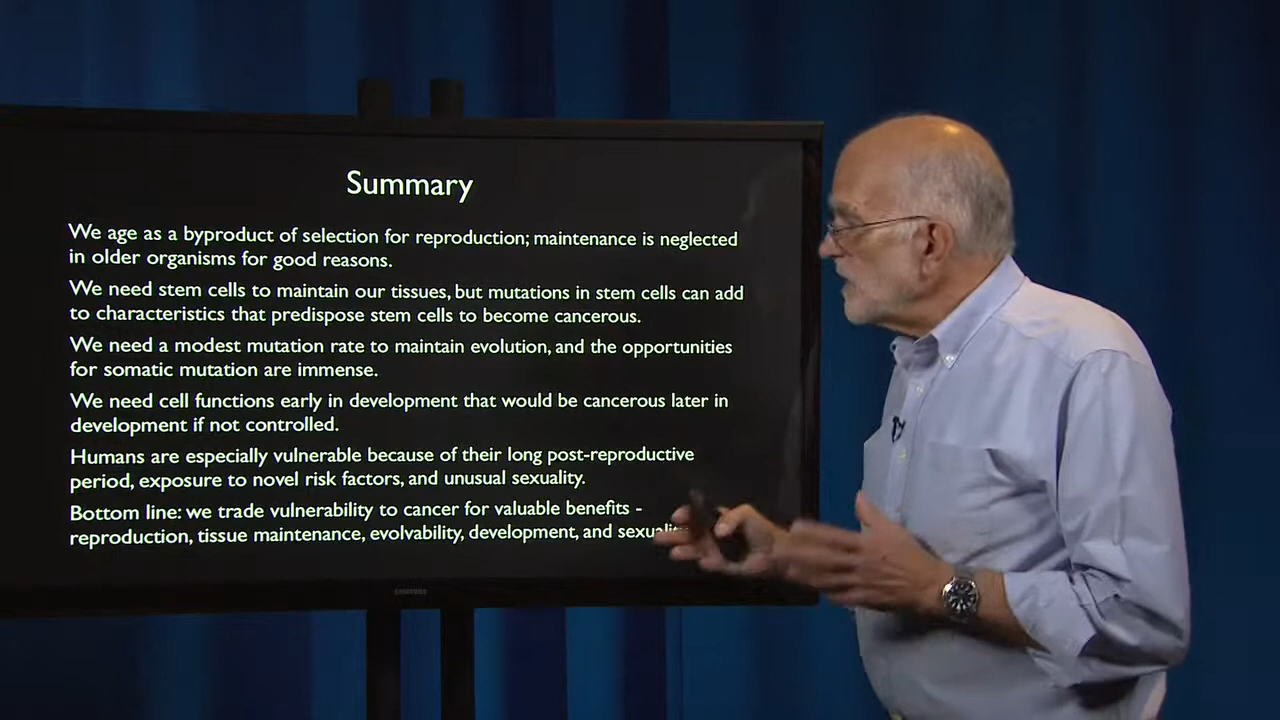 Summary
We age as a byproduct of selection for reproduction; maintenance is neglected
in older organisms for good reasons.
We need stem cells to maintain our tissues, but mutations in stem cells can add
to characteristics that predispose stem cells to become cancerous.
We need a modest mutation rate to maintain evolution, and the opportunities
for somatic mutation are immense.
We need cell functions early in development that would be cancerous later in
development if not controlled.
Humans are especially vulnerable because of their long post-reproductive
period, exposure to novel risk factors, and unusual sexuality.
Bottom line: we trade vulnerability to cancer for valuable benefits -
reproduction, tissue maintenance, evolvability, development, and
SAMSUNG